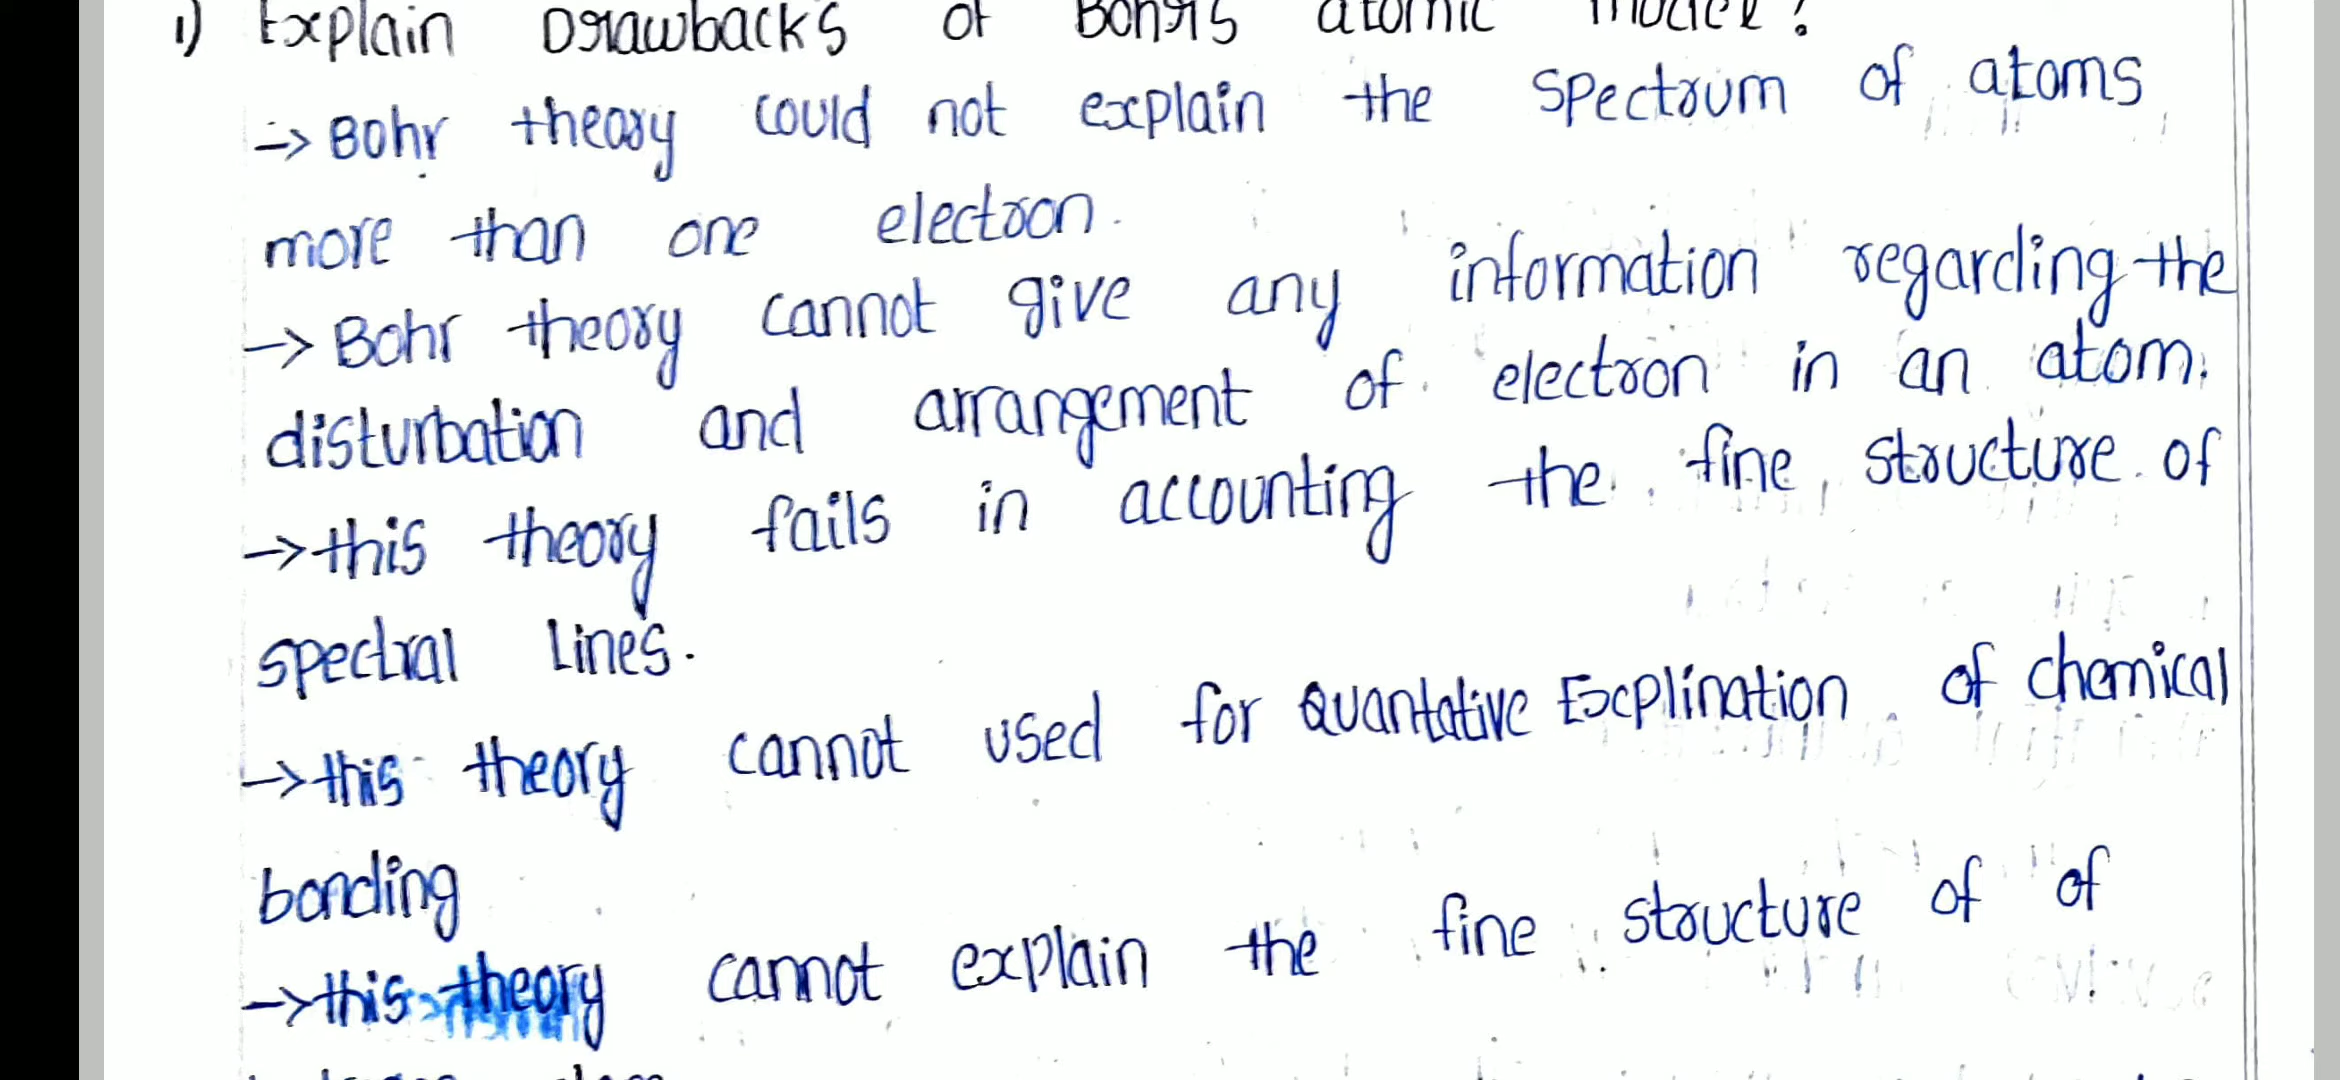 1) Explain Drawbacks of Bohr's atomic model?
-> Bohr theory could not explain the spectrum of atoms
more than one electron.
-> Bohr theory cannot give any information regarding the
disturbation and arrangement of electron in an atom.
-> this theory fails in accounting the fine structure of
spectral Lines.
-> this theory cannot used for Quantative Explination of chemical
bonding
-> this theory cannot explain the fine structure of of